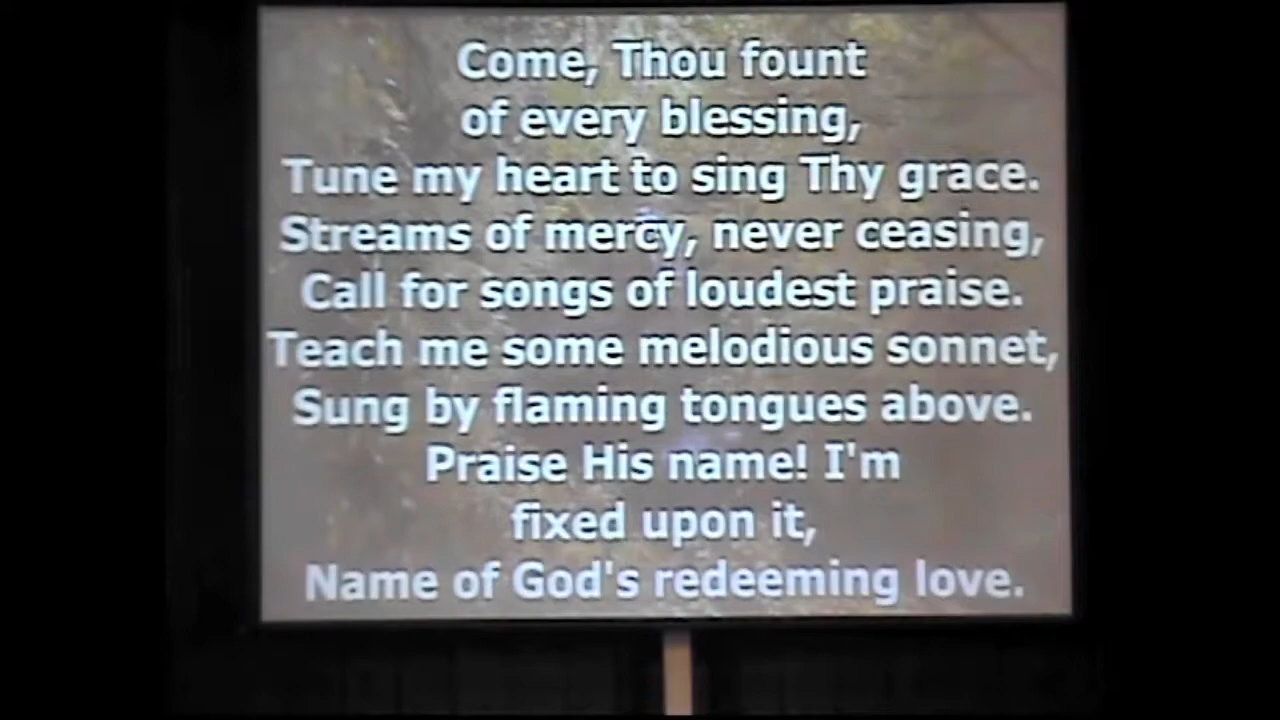 Come, Thou fount
of every blessing,
Tune my heart to sing Thy grace.
Streams of mercy, never ceasing,
Call for songs of loudest praise.
Teach me some melodious sonnet,
Sung by flaming tongues above.
Praise His name! I'm
fixed upon it,
Name of God's redeeming love.